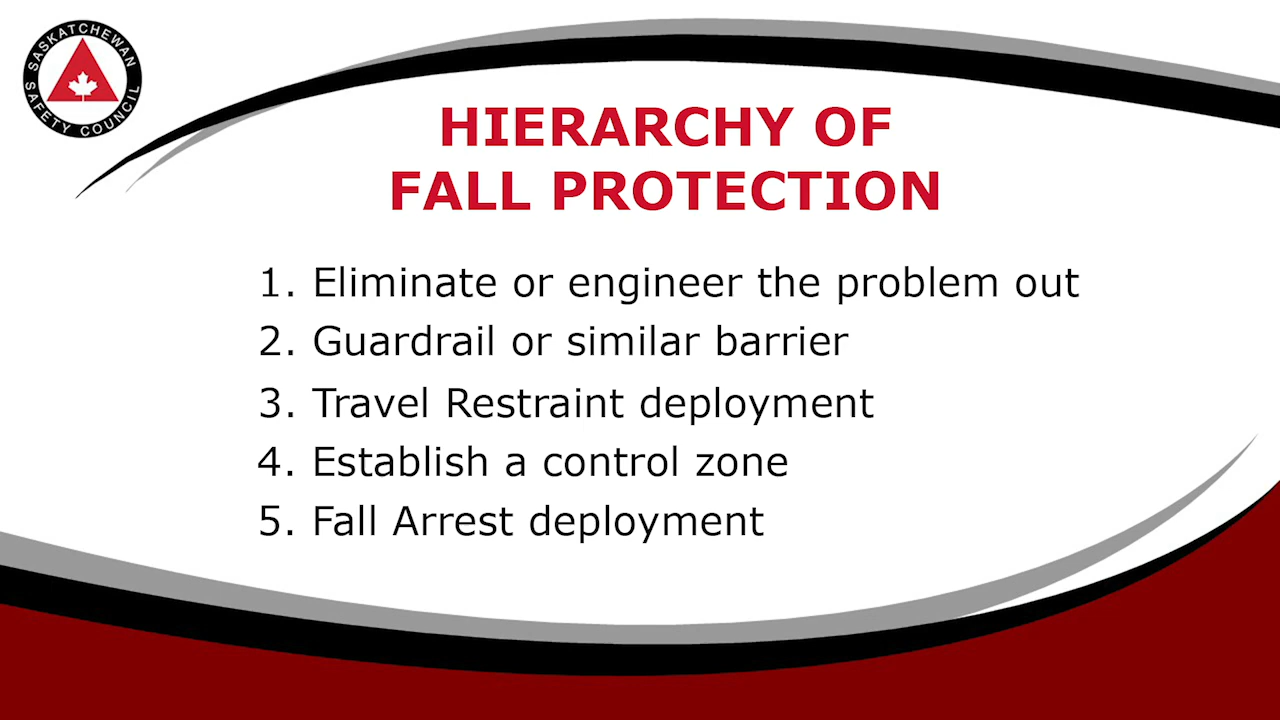 SASKATCHEWAN
SAFETY COUNCIL
HIERARCHY OF
FALL PROTECTION
1. Eliminate or engineer the problem out
2. Guardrail or similar barrier
3. Travel Restraint deployment
4. Establish a control zone
5. Fall Arrest deployment